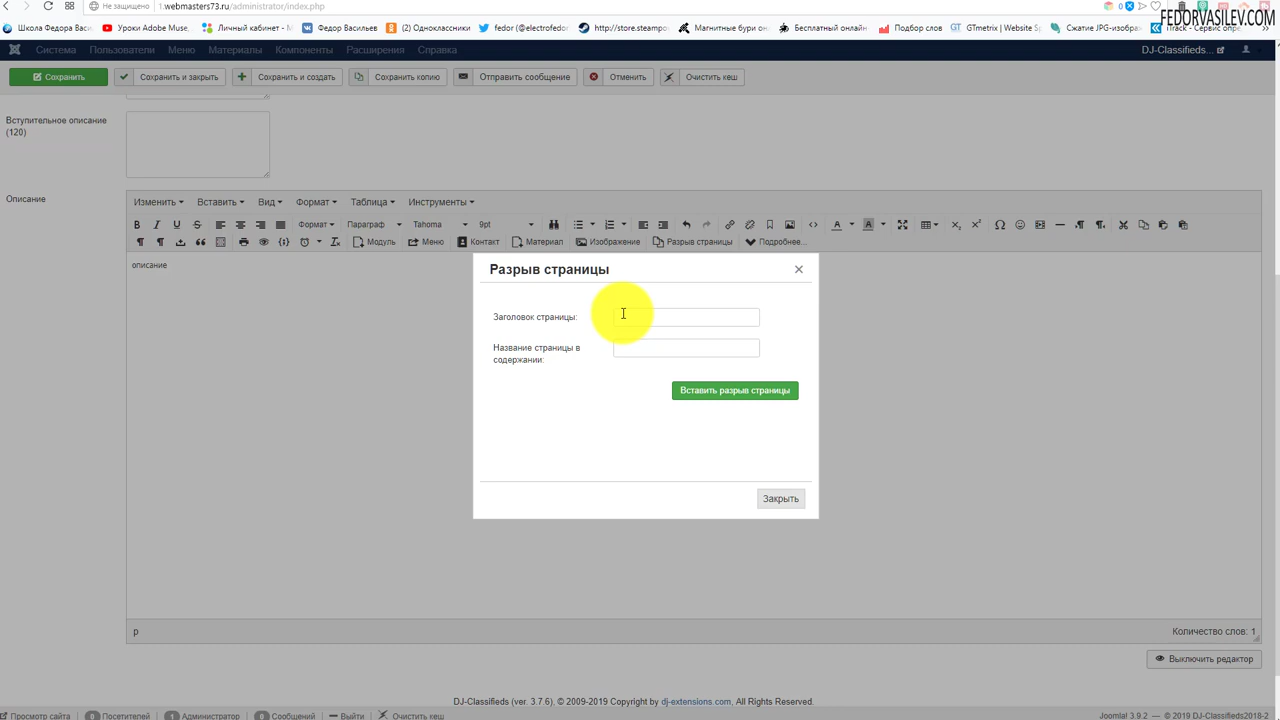 Не защищено 1.webmasters73.ru/administrator/index.php
FEDORVASILEV.COM
Школа Федора Васи. Уроки Adobe Muse, Личный кабинет - М Федор Васильев Одноклассники fedor (@electrofedor http://store.steampo Магнитные бури он Бесплатный онлайн Подбор слов GTmetrix | Website S Сжатие JPG-изобра
Система Пользователи Меню Материалы Компоненты Расширения Справка DJ-Classifieds...
Сохранить Сохранить и закрыть Сохранить и создать Сохранить копию Отправить сообщение Отменить Очистить кеш
Вступительное описание
(120)
Описание
Изменить Вставить Вид Формат Таблица Инструменты
Формат Параграф Tahoma 9pt
Модуль Меню Контакт Материал Изображение Разрыв страницы Подробнее...
описание
Разрыв страницы
Заголовок страницы:
Название страницы в
содержании:
Вставить разрыв страницы
Закрыть
p
Количество слов: 1
Выключить редактор
DJ-Classifieds (ver. 3.7.6), © 2009-2019 Copyright by dj-extensions.com, All Rights Reserved.
Просмотр сайта 0 Посетителей 1 Администратор 0 Сообщений Выйти Очистить кеш Joomla! 3.9.2 — © 2019 DJ-Classifieds2018-2